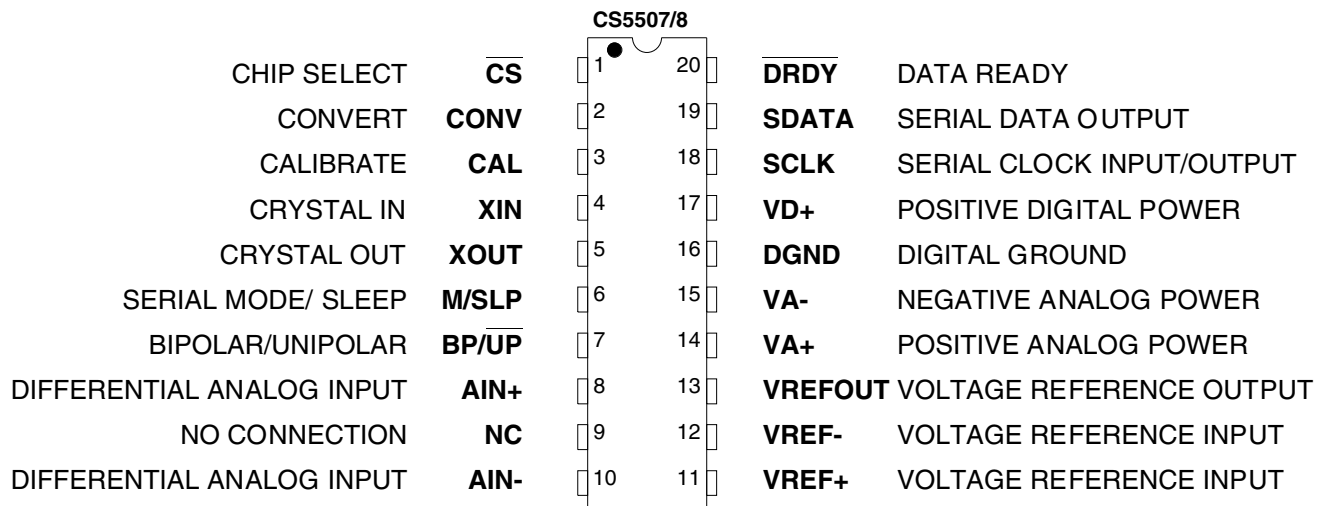 CS5507/8
CHIP SELECT C̅S̅ 1 20 D̅R̅D̅Y̅ DATA READY
CONVERT CONV 2 19 SDATA SERIAL DATA OUTPUT
CALIBRATE CAL 3 18 SCLK SERIAL CLOCK INPUT/OUTPUT
CRYSTAL IN XIN 4 17 VD+ POSITIVE DIGITAL POWER
CRYSTAL OUT XOUT 5 16 DGND DIGITAL GROUND
SERIAL MODE/ SLEEP M/SLP 6 15 VA- NEGATIVE ANALOG POWER
BIPOLAR/UNIPOLAR BP/U̅P̅ 7 14 VA+ POSITIVE ANALOG POWER
DIFFERENTIAL ANALOG INPUT AIN+ 8 13 VREFOUT VOLTAGE REFERENCE OUTPUT
NO CONNECTION NC 9 12 VREF- VOLTAGE REFERENCE INPUT
DIFFERENTIAL ANALOG INPUT AIN- 10 11 VREF+ VOLTAGE REFERENCE INPUT